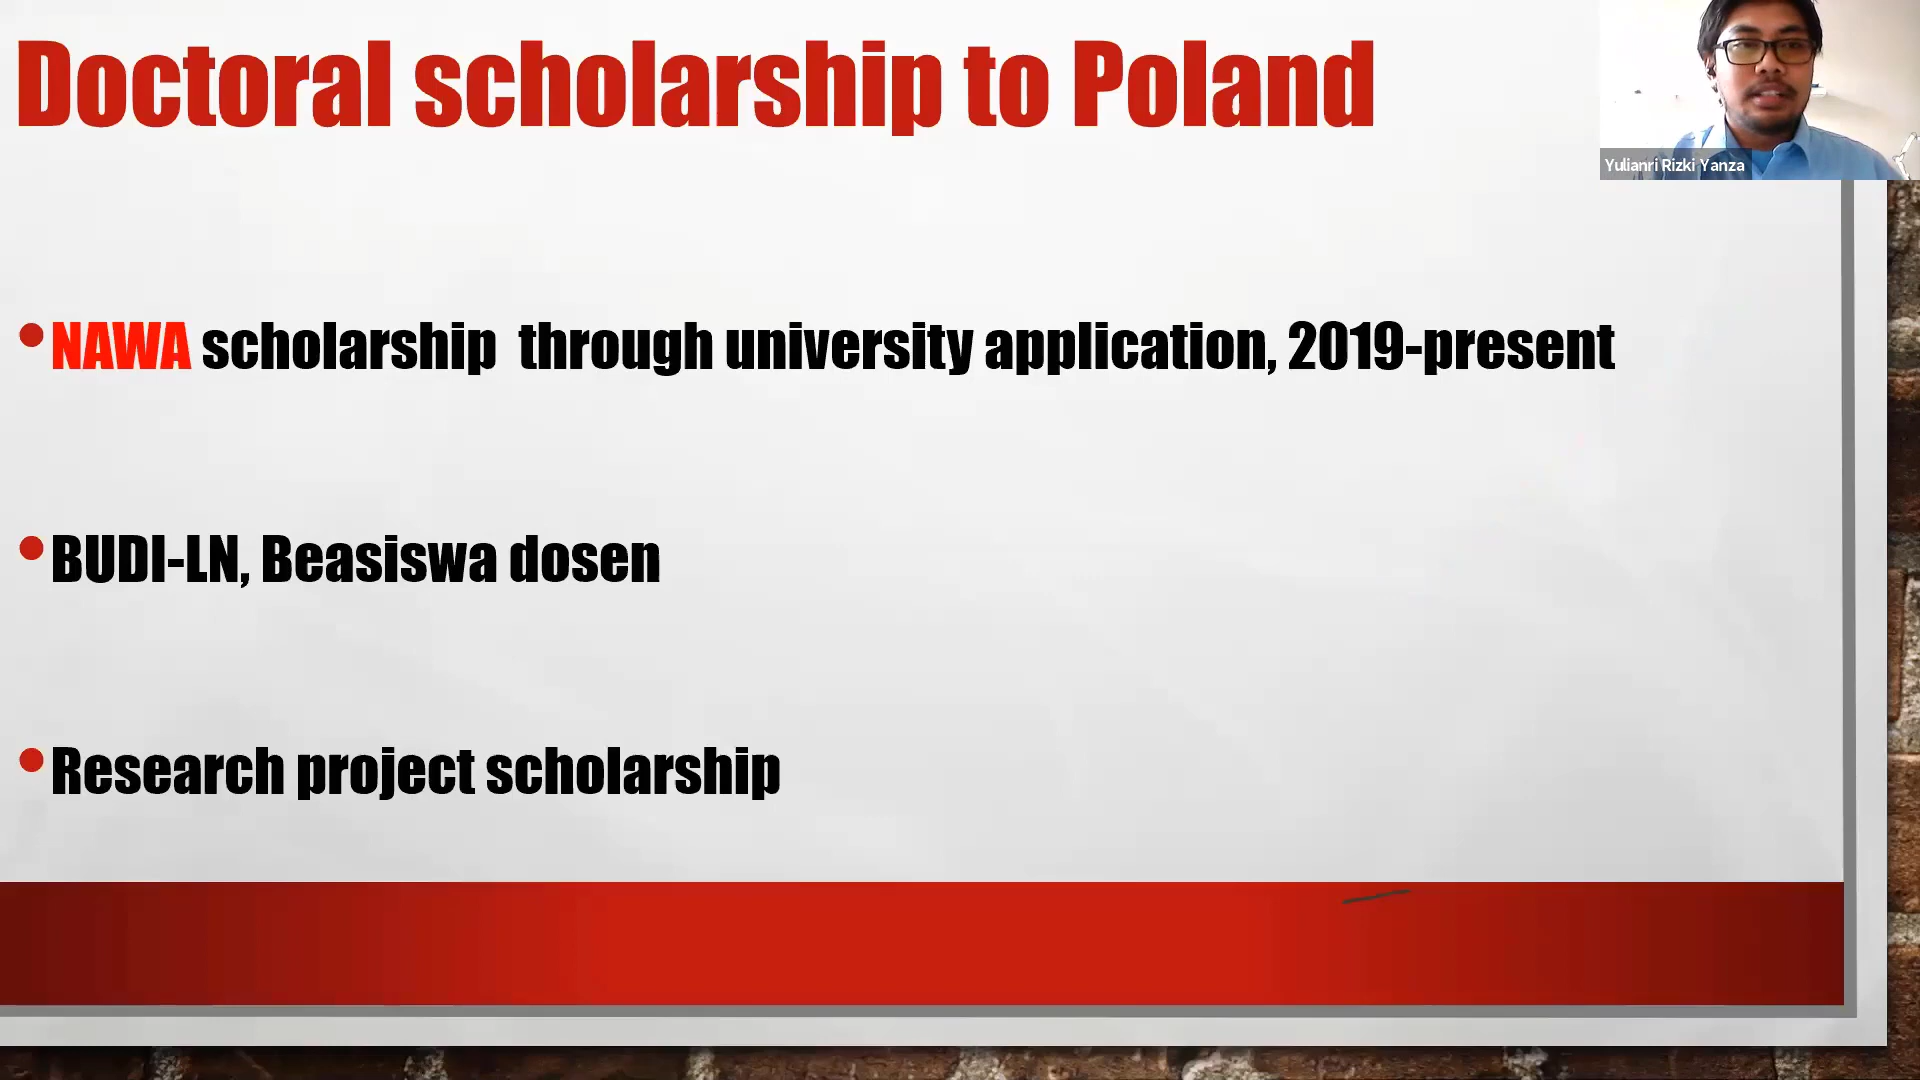 Doctoral scholarship to Poland
Yulianri Rizki Yanza
•NAWA scholarship  through university application, 2019-present
•BUDI-LN, Beasiswa dosen
•Research project scholarship